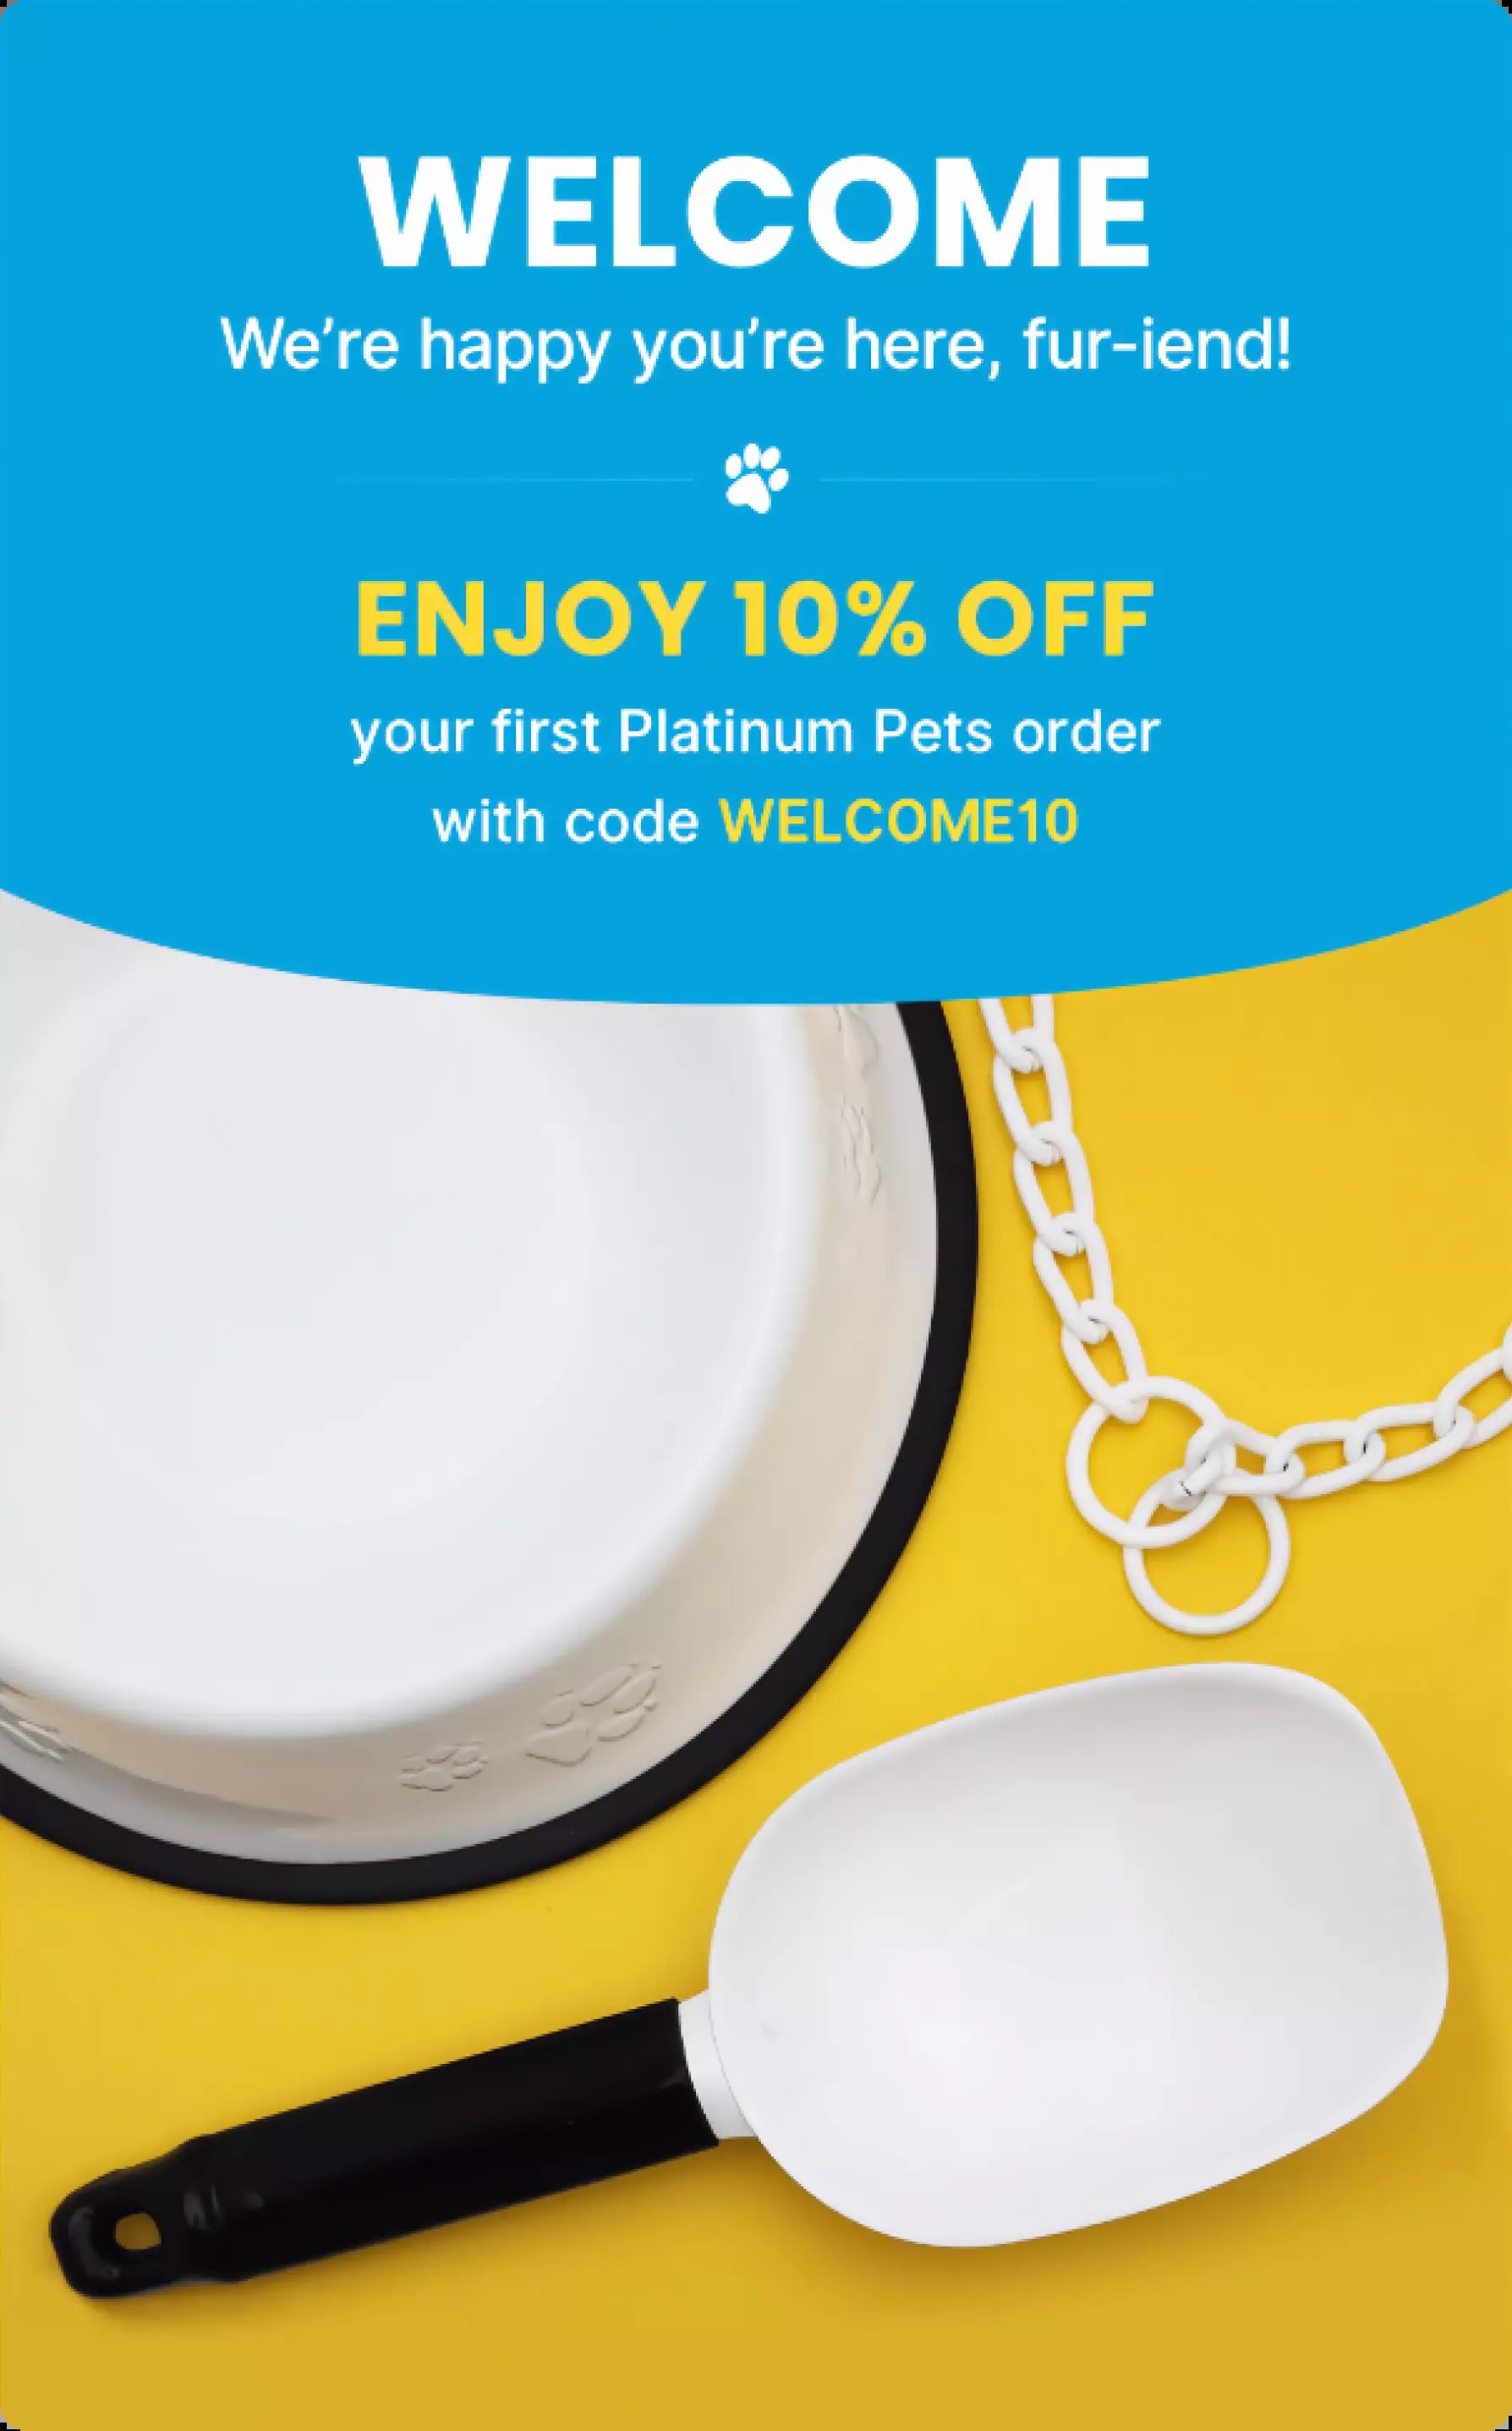 WELCOME
We’re happy you’re here, fur-iend!
ENJOY 10% OFF
your first Platinum Pets order
with code WELCOME10